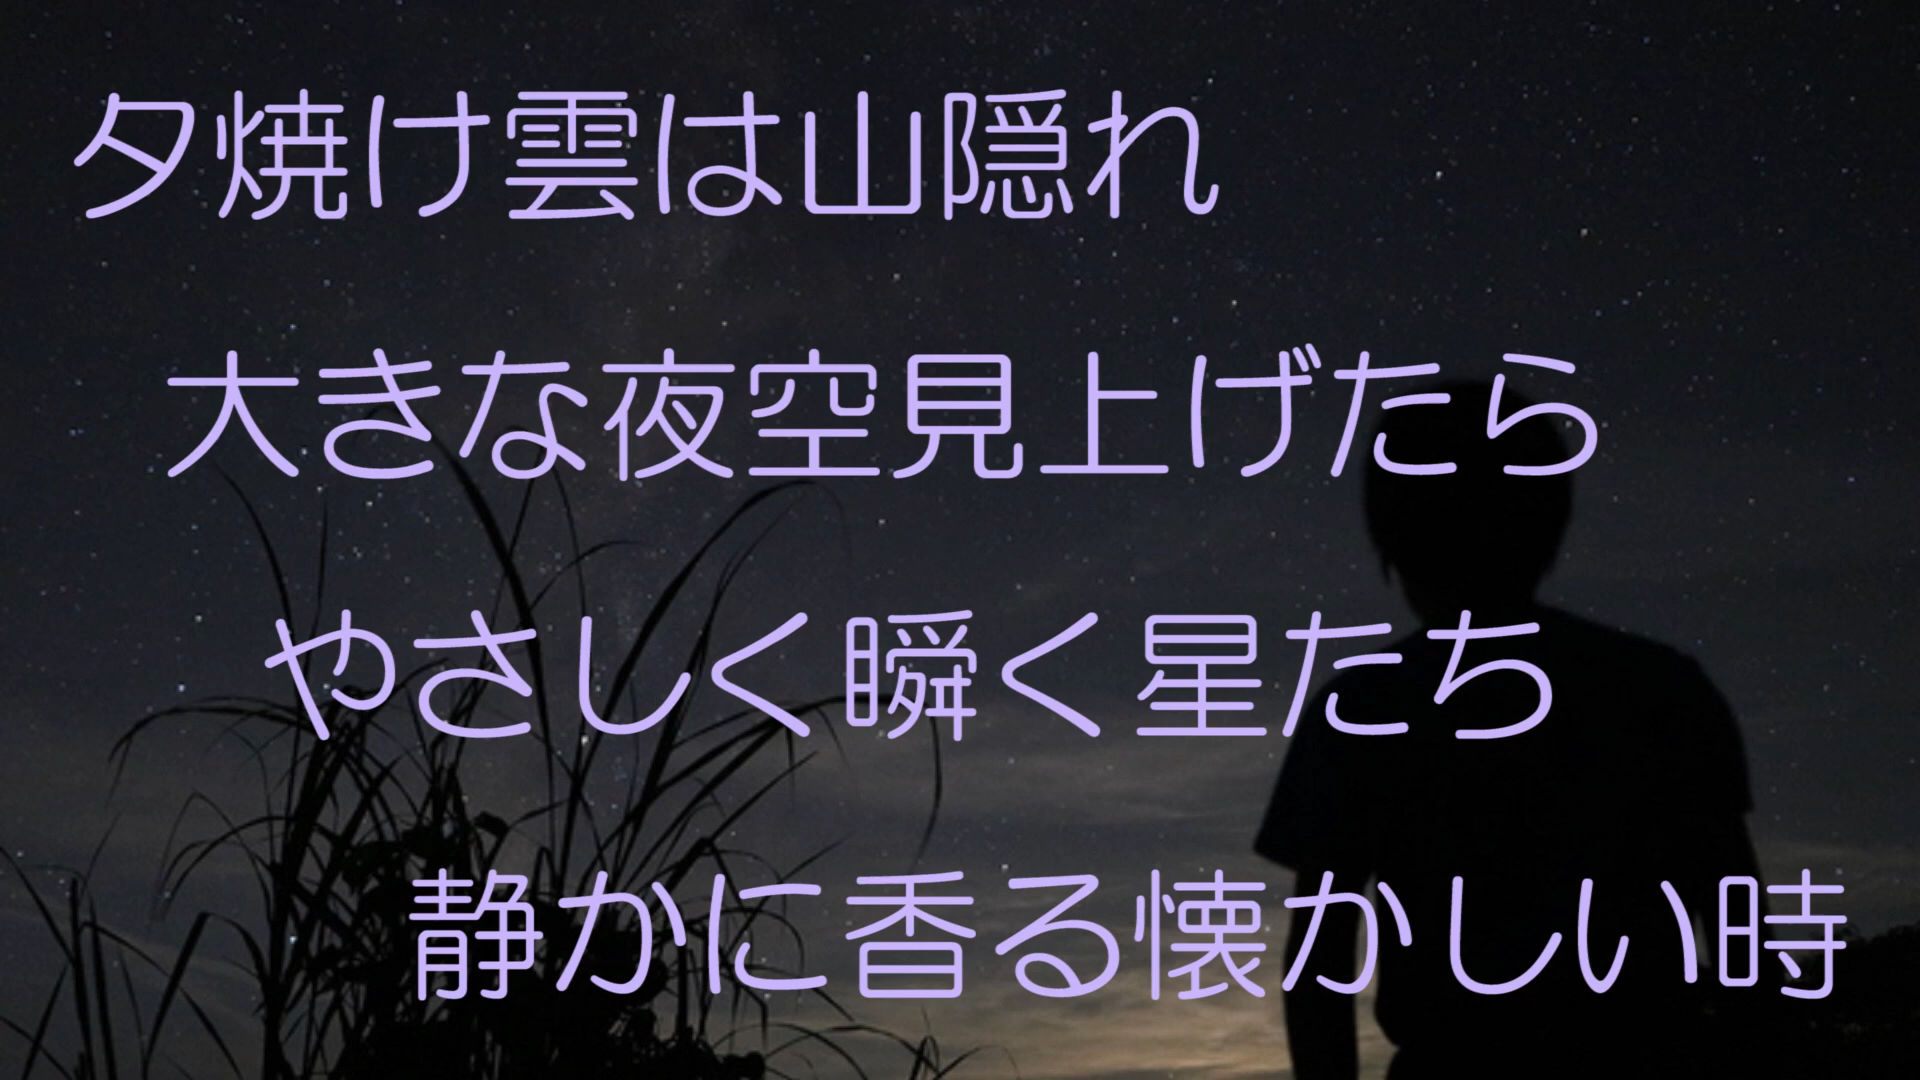 夕焼け雲は山隠れ
大きな夜空見上げたら
やさしく瞬く星たち
静かに香る懐かしい時